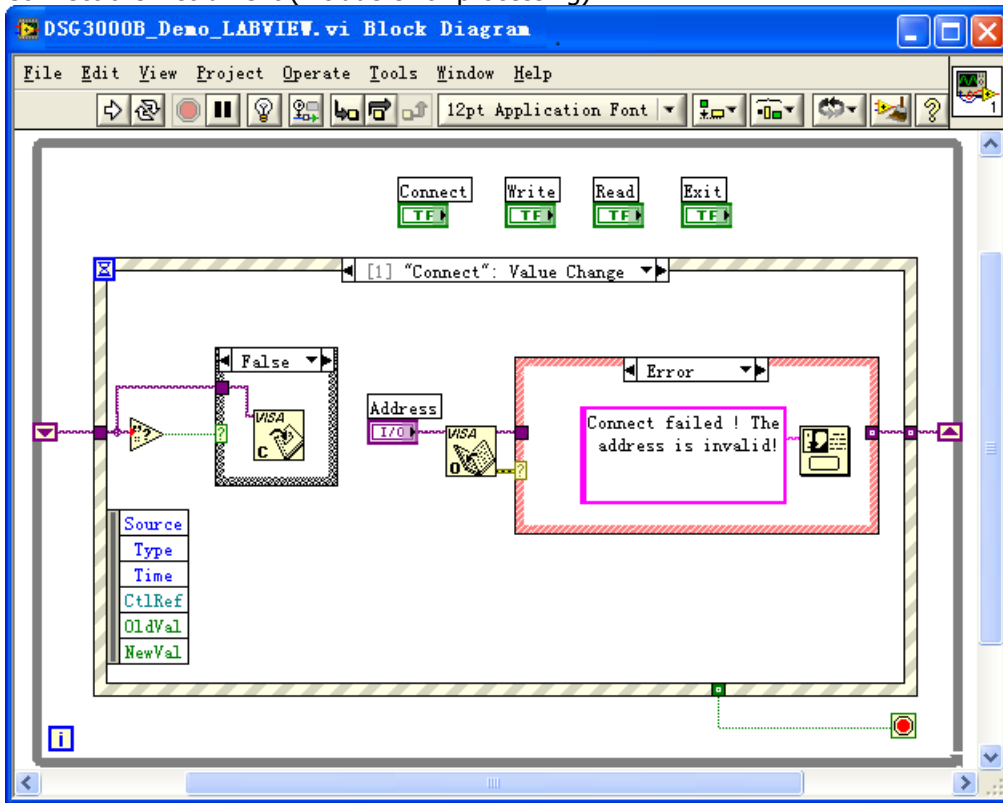 DSG3000B_Demo_LABVIEW.vi Block Diagram
File Edit View Project Operate Tools Window Help
12pt Application Font
1
Connect Write Read Exit
TF TF TF TF
[1] "Connect": Value Change
False
Error
VISA
C
Address
I/O
VISA
O
Connect failed ! The
address is invalid!
?
?
?
Source
Type
Time
CtlRef
OldVal
NewVal
i